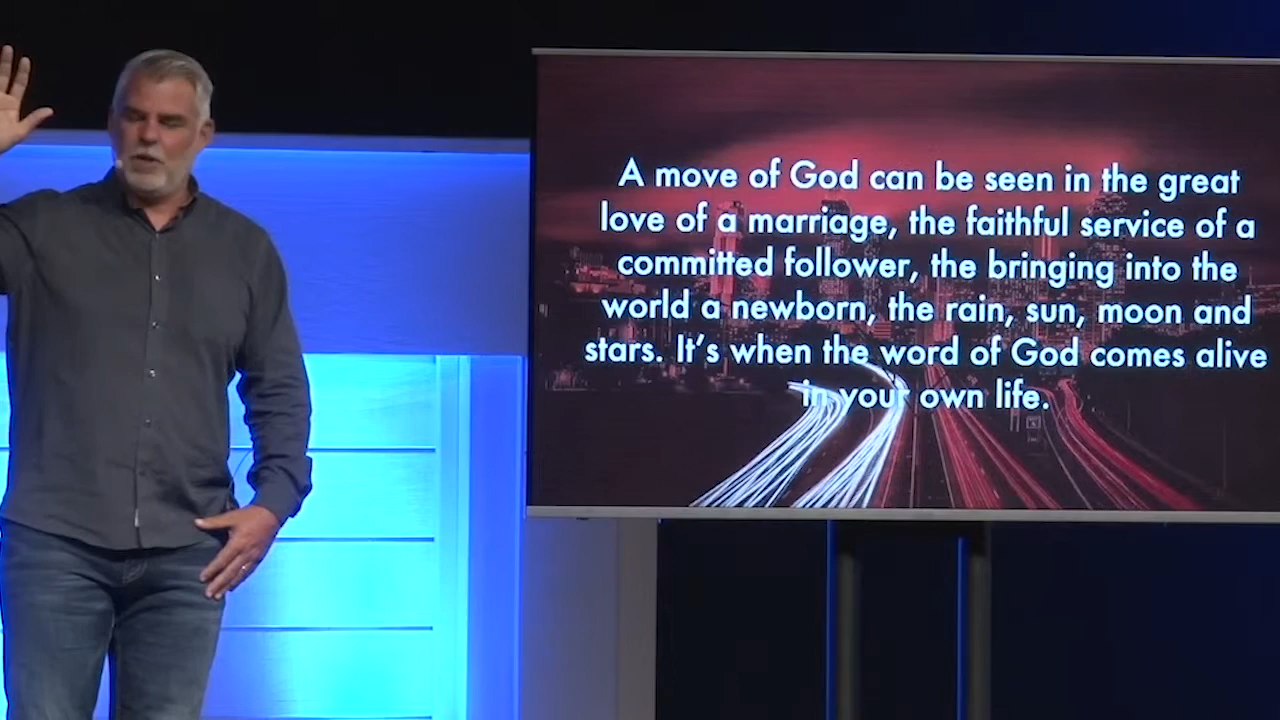 A move of God can be seen in the great
love of a marriage, the faithful service of a
committed follower, the bringing into the
world a newborn, the rain, sun, moon and
stars. It's when the word of God comes alive
in your own life.